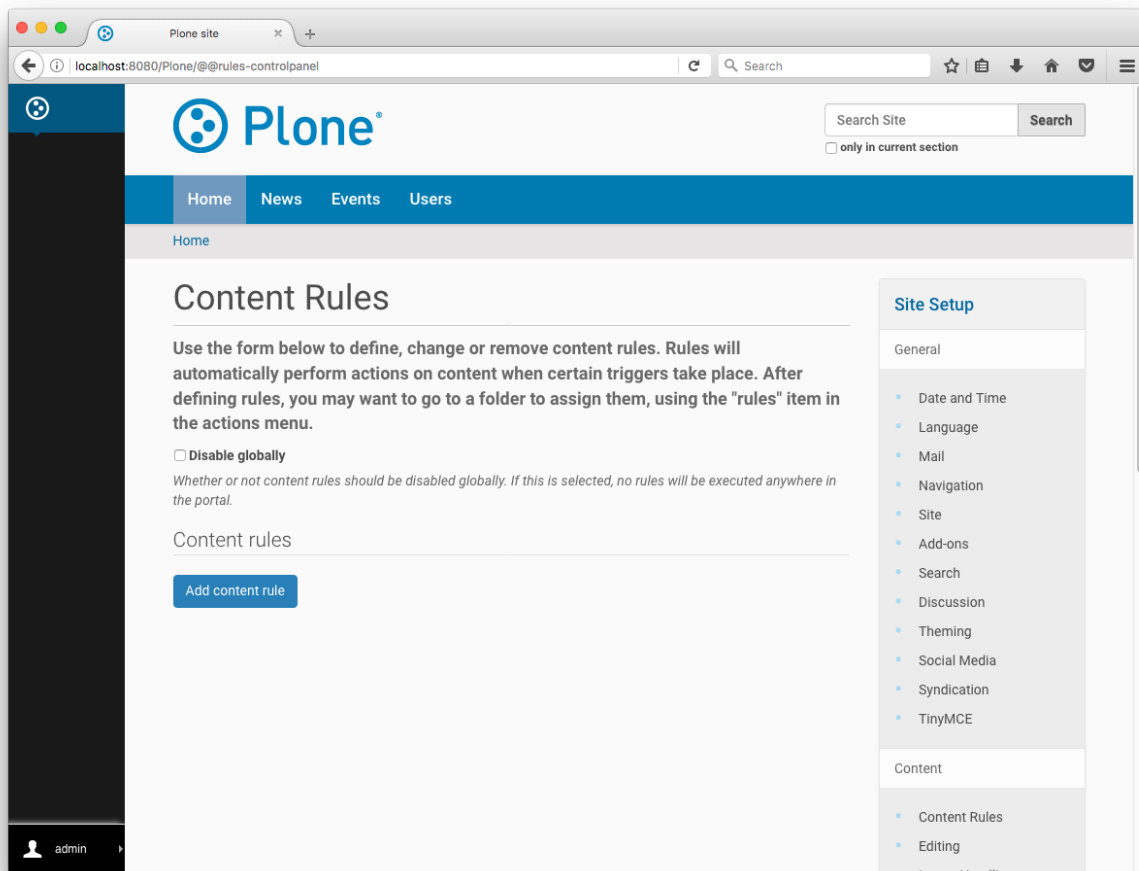 Plone site
localhost:8080/Plone/@@rules-controlpanel
Search
Plone®
Search Site
Search
only in current section
Home
News
Events
Users
Home
Content Rules
Use the form below to define, change or remove content rules. Rules will
automatically perform actions on content when certain triggers take place. After
defining rules, you may want to go to a folder to assign them, using the "rules" item in
the actions menu.
Disable globally
Whether or not content rules should be disabled globally. If this is selected, no rules will be executed anywhere in
the portal.
Content rules
Add content rule
Site Setup
General
Date and Time
Language
Mail
Navigation
Site
Add-ons
Search
Discussion
Theming
Social Media
Syndication
TinyMCE
Content
Content Rules
Editing
admin